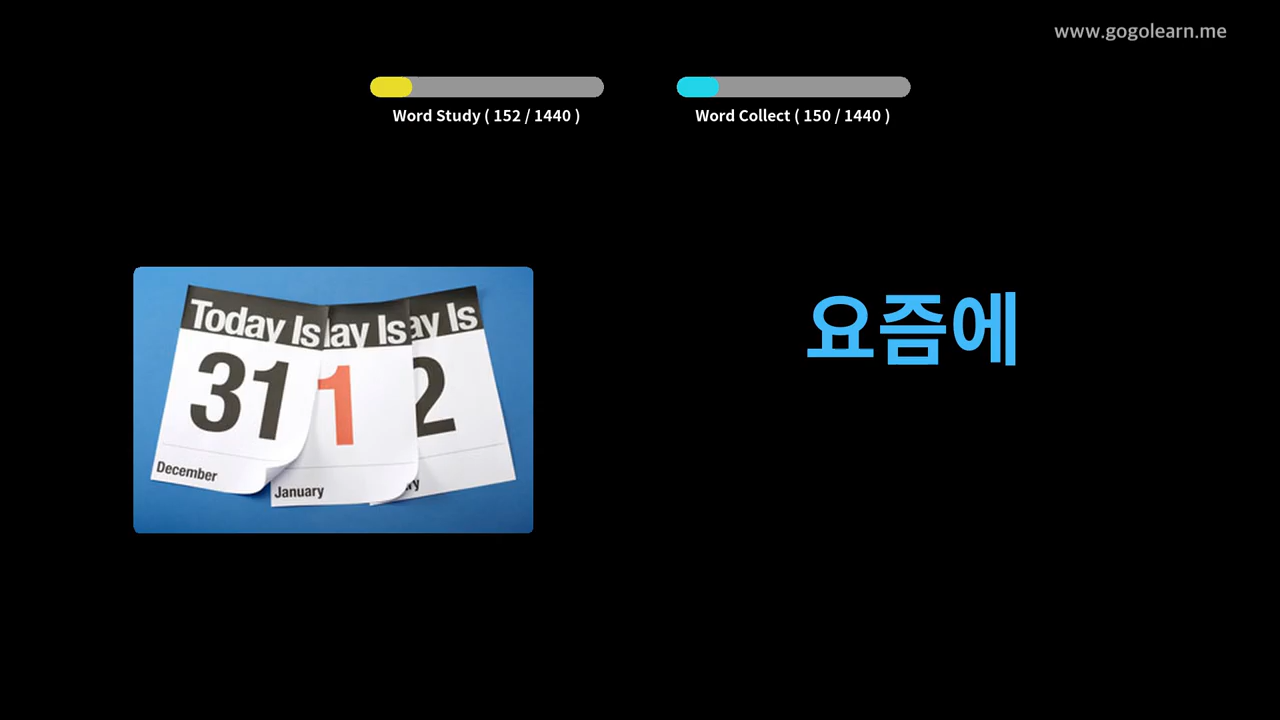 www.gogolearn.me
Word Study ( 152 / 1440 )
Word Collect ( 150 / 1440 )
요즘에
Today Is
31
December
ay Is
1
January
ay Is
2